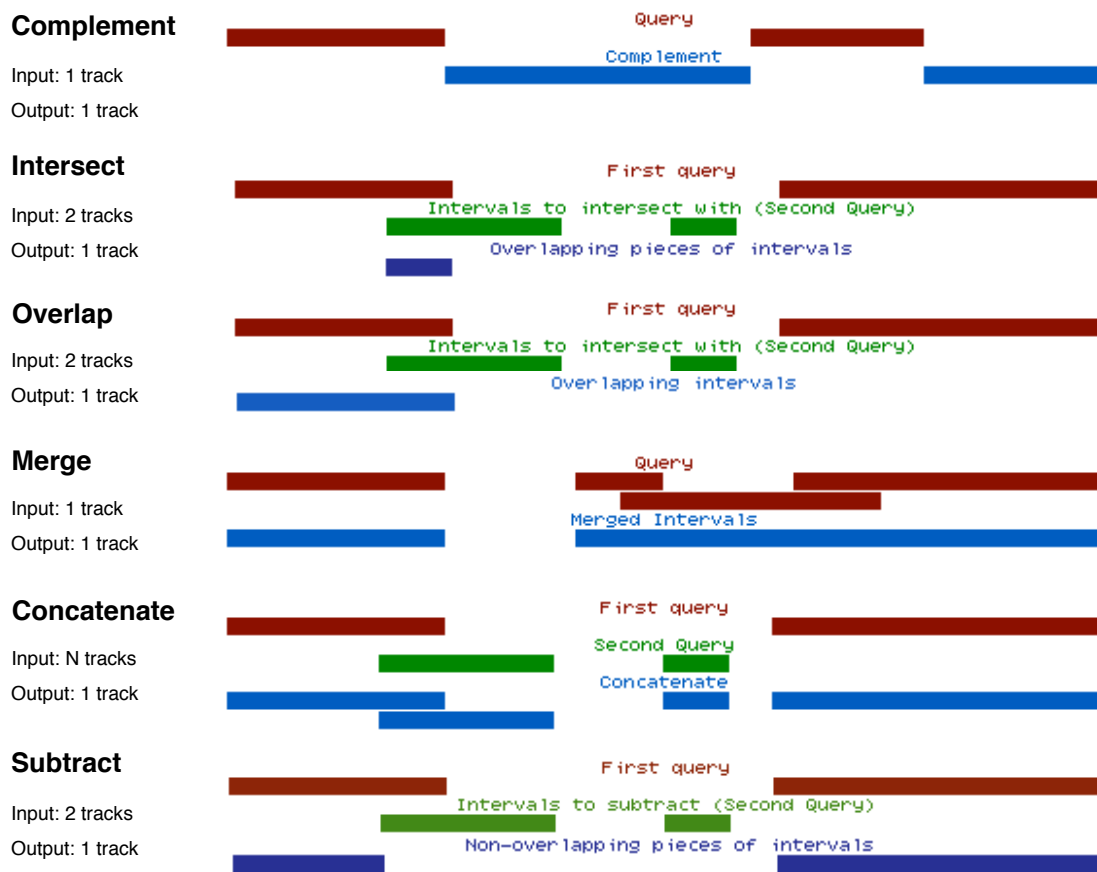 Complement
Query
Complement
Input: 1 track
Output: 1 track
Intersect
First query
Input: 2 tracks
Intervals to intersect with (Second Query)
Output: 1 track
Overlapping pieces of intervals
Overlap
First query
Input: 2 tracks
Intervals to intersect with (Second Query)
Output: 1 track
Overlapping intervals
Merge
Query
Input: 1 track
Merged Intervals
Output: 1 track
Concatenate
First query
Input: N tracks
Second Query
Output: 1 track
Concatenate
Subtract
First query
Input: 2 tracks
Intervals to subtract (Second Query)
Output: 1 track
Non-overlapping pieces of intervals